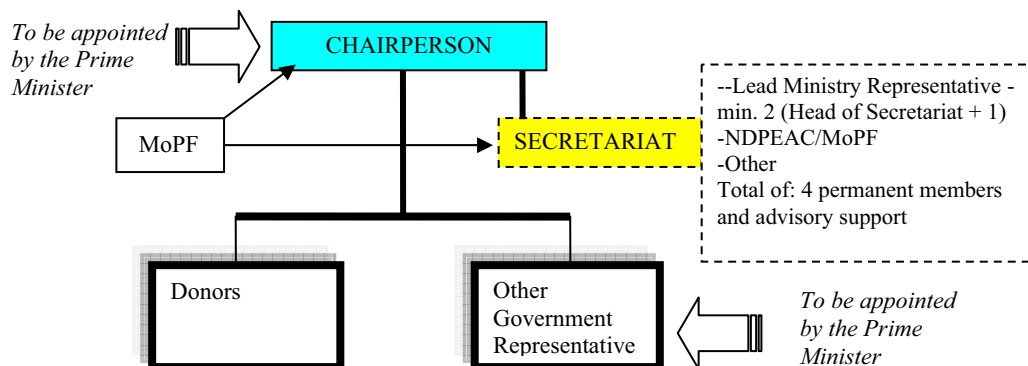 To be appointed
by the Prime
Minister
CHAIRPERSON
--Lead Ministry Representative -
min. 2 (Head of Secretariat + 1)
-NDPEAC/MoPF
-Other
Total of: 4 permanent members
and advisory support
MoPF
SECRETARIAT
Donors
Other
Government
Representative
To be appointed
by the Prime
Minister